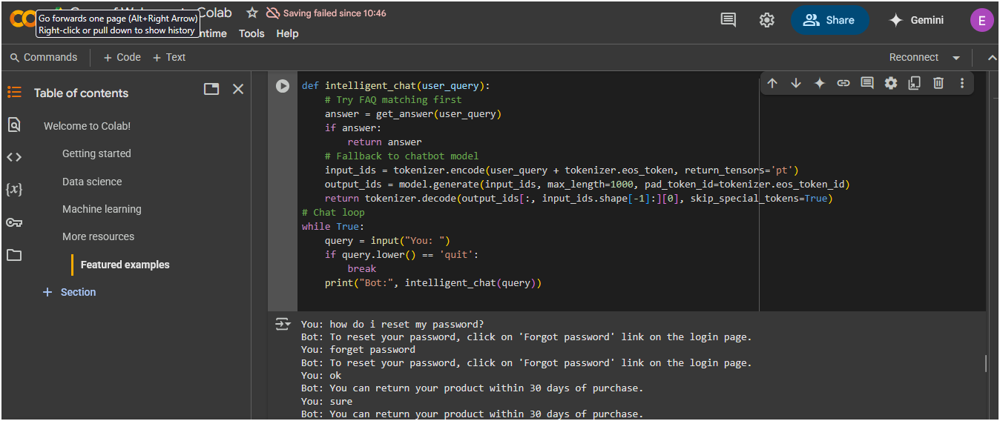 Colab
Saving failed since 10:46
Go forwards one page (Alt+Right Arrow)
Right-click or pull down to show history
ntime Tools Help
Share
Gemini
E
Commands + Code + Text
Reconnect
Table of contents
Welcome to Colab!
Getting started
Data science
Machine learning
More resources
Featured examples
+ Section
{x}
def intelligent_chat(user_query):
    # Try FAQ matching first
    answer = get_answer(user_query)
    if answer:
        return answer
    # Fallback to chatbot model
    input_ids = tokenizer.encode(user_query + tokenizer.eos_token, return_tensors='pt')
    output_ids = model.generate(input_ids, max_length=1000, pad_token_id=tokenizer.eos_token_id)
    return tokenizer.decode(output_ids[:, input_ids.shape[-1]:][0], skip_special_tokens=True)
# Chat loop
while True:
    query = input("You: ")
    if query.lower() == 'quit':
        break
    print("Bot:", intelligent_chat(query))
You: how do i reset my password?
Bot: To reset your password, click on 'Forgot password' link on the login page.
You: forget password
Bot: To reset your password, click on 'Forgot password' link on the login page.
You: ok
Bot: You can return your product within 30 days of purchase.
You: sure
Bot: You can return your product within 30 days of purchase.